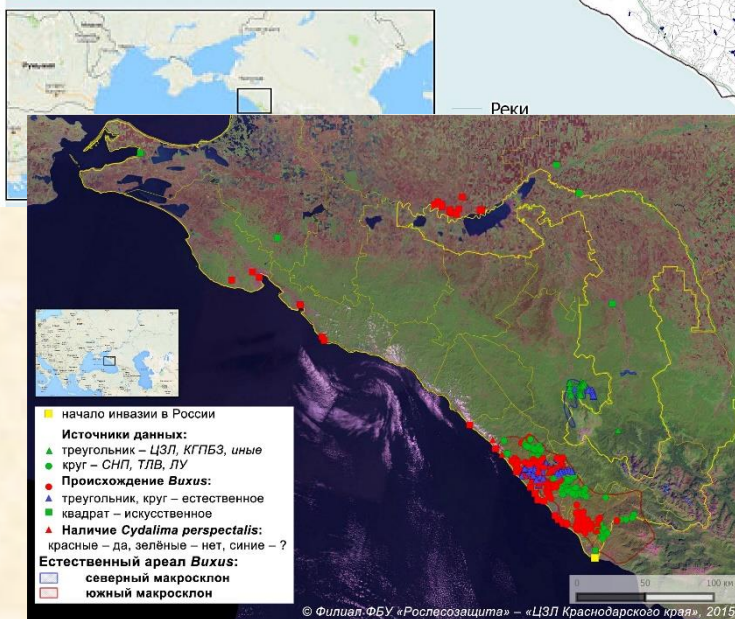 Румыния
Реки
начало инвазии в России
Источники данных:
треугольник – ЦЗЛ, КГПБЗ, иные
круг – СНП, ТЛВ, ЛУ
Происхождение Buxus:
треугольник, круг – естественное
квадрат – искусственное
Наличие Cydalima perspectalis:
красные – да, зелёные – нет, синие – ?
Естественный ареал Buxus:
северный макросклон
южный макросклон
0 50 100 км
© Филиал ФБУ «Рослесозащита» – «ЦЗЛ Краснодарского края», 2015